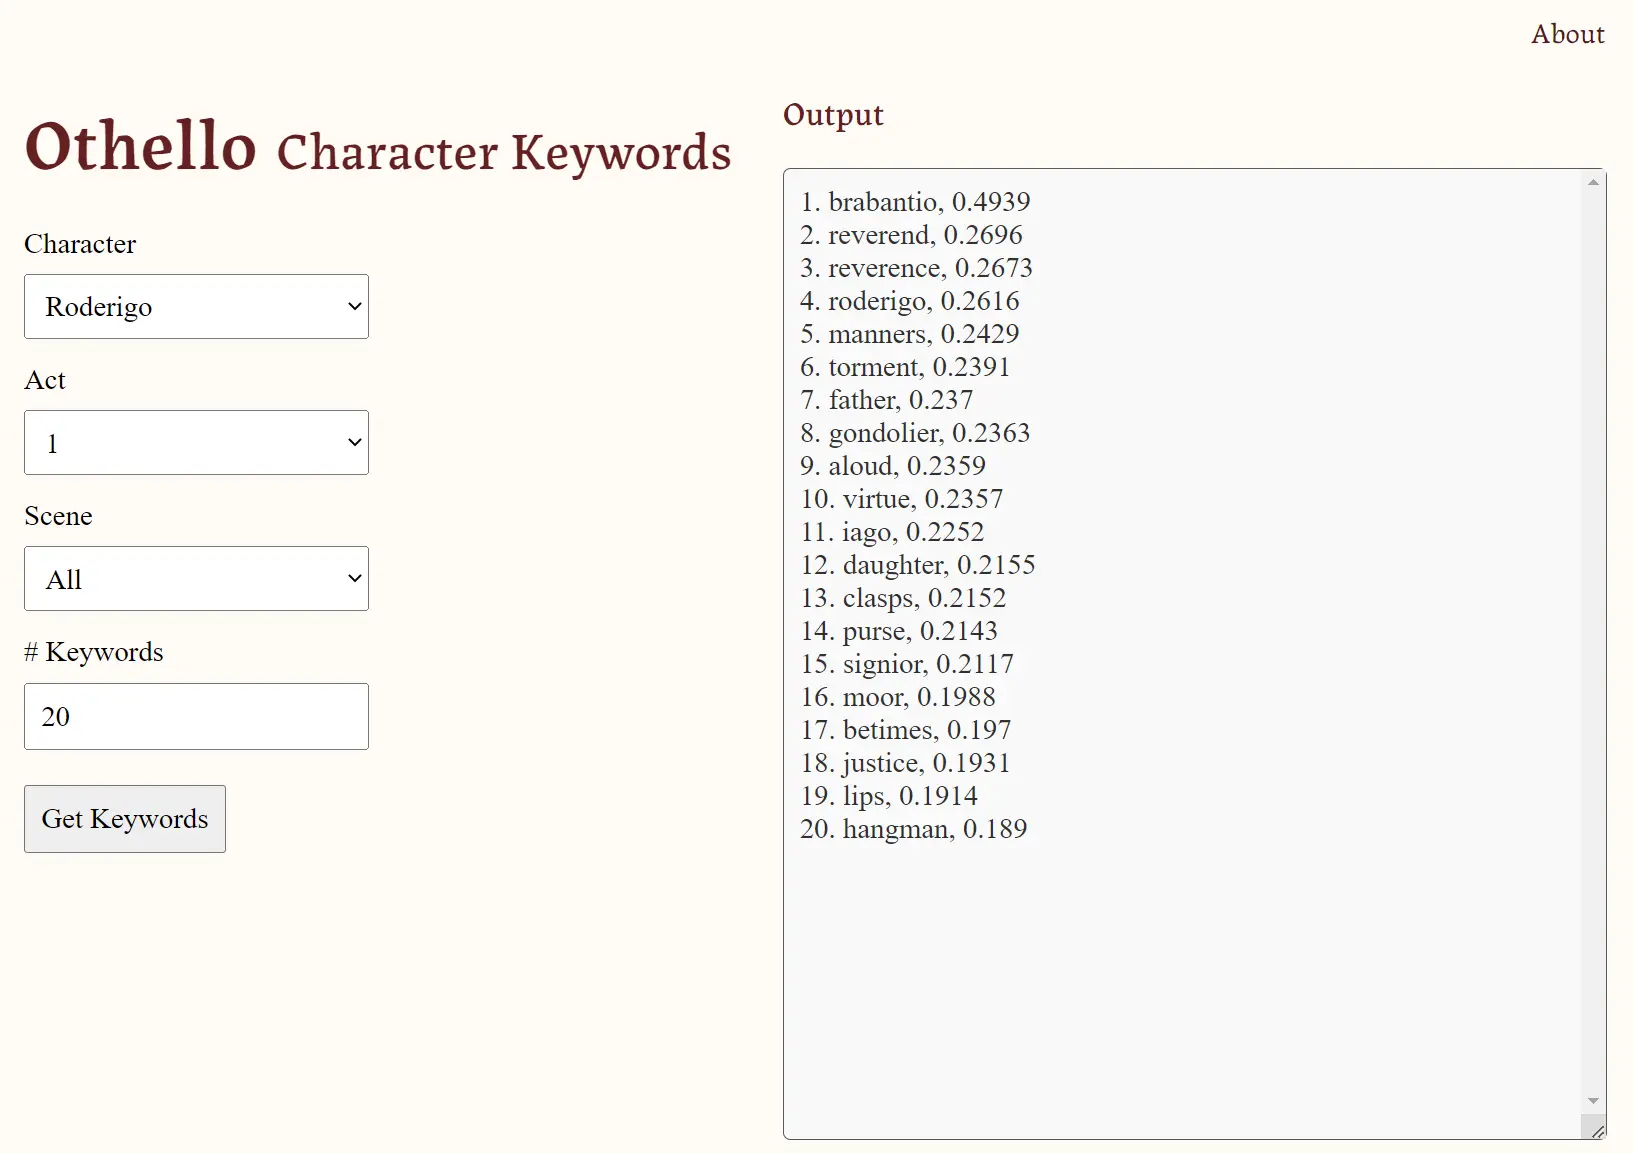 About
Othello Character Keywords
Character
Roderigo
Act
1
Scene
All
# Keywords
20
Get Keywords
Output
1. brabantio, 0.4939
2. reverend, 0.2696
3. reverence, 0.2673
4. roderigo, 0.2616
5. manners, 0.2429
6. torment, 0.2391
7. father, 0.237
8. gondolier, 0.2363
9. aloud, 0.2359
10. virtue, 0.2357
11. iago, 0.2252
12. daughter, 0.2155
13. clasps, 0.2152
14. purse, 0.2143
15. signior, 0.2117
16. moor, 0.1988
17. betimes, 0.197
18. justice, 0.1931
19. lips, 0.1914
20. hangman, 0.189